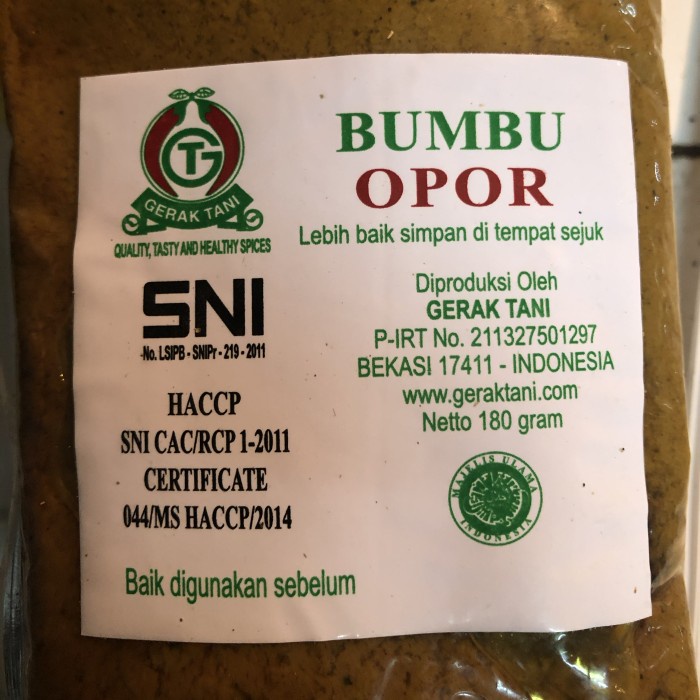 GERAK TANI
QUALITY, TASTY AND HEALTHY SPICES
BUMBU
OPOR
Lebih baik simpan di tempat sejuk
SNI
No. LSIPB - SNIPr - 219 - 2011
HACCP
SNI CAC/RCP 1-2011
CERTIFICATE
044/MS HACCP/2014
Diproduksi Oleh
GERAK TANI
P-IRT No. 211327501297
BEKASI 17411 - INDONESIA
www.geraktani.com
Netto 180 gram
MAJELIS ULAMA
INDONESIA
Baik digunakan sebelum